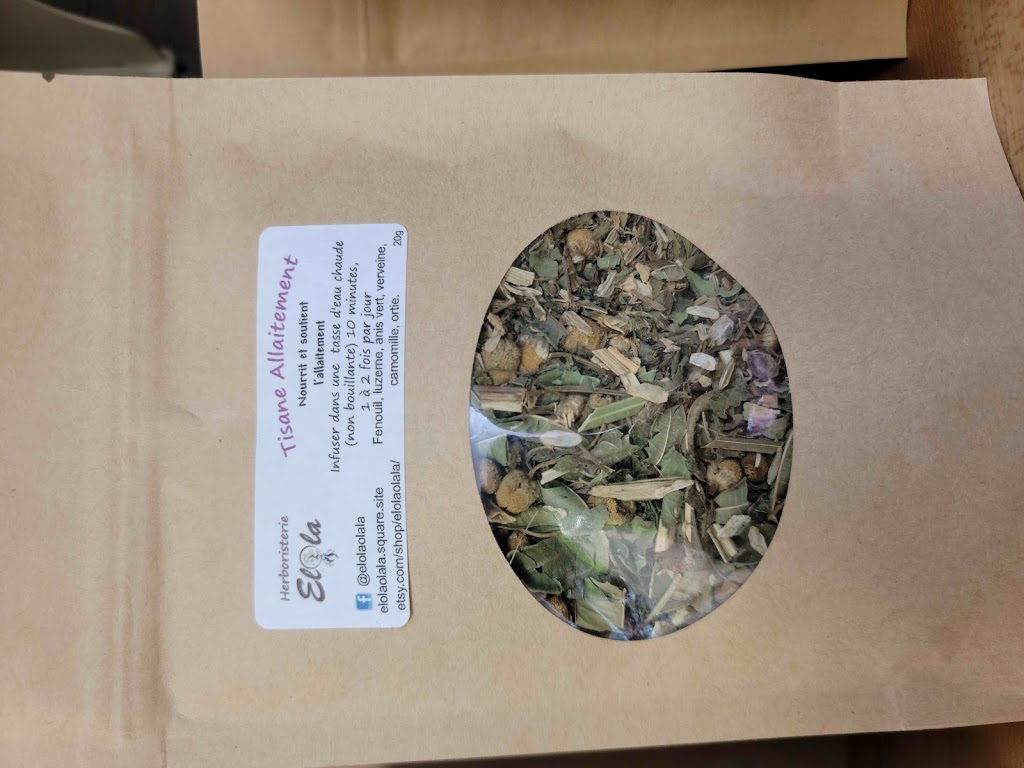 Herboristerie
Elola
@elolaolala
elolaolala.square.site
etsy.com/shop/elolaolala/
Tisane Allaitement
Nourrit et soutient
l'allaitement
Infuser dans une tasse d'eau chaude
(non bouillante) 10 minutes,
1 à 2 fois par jour
Fenouil, luzerne, anis vert, verveine,
camomille, ortie.
20g